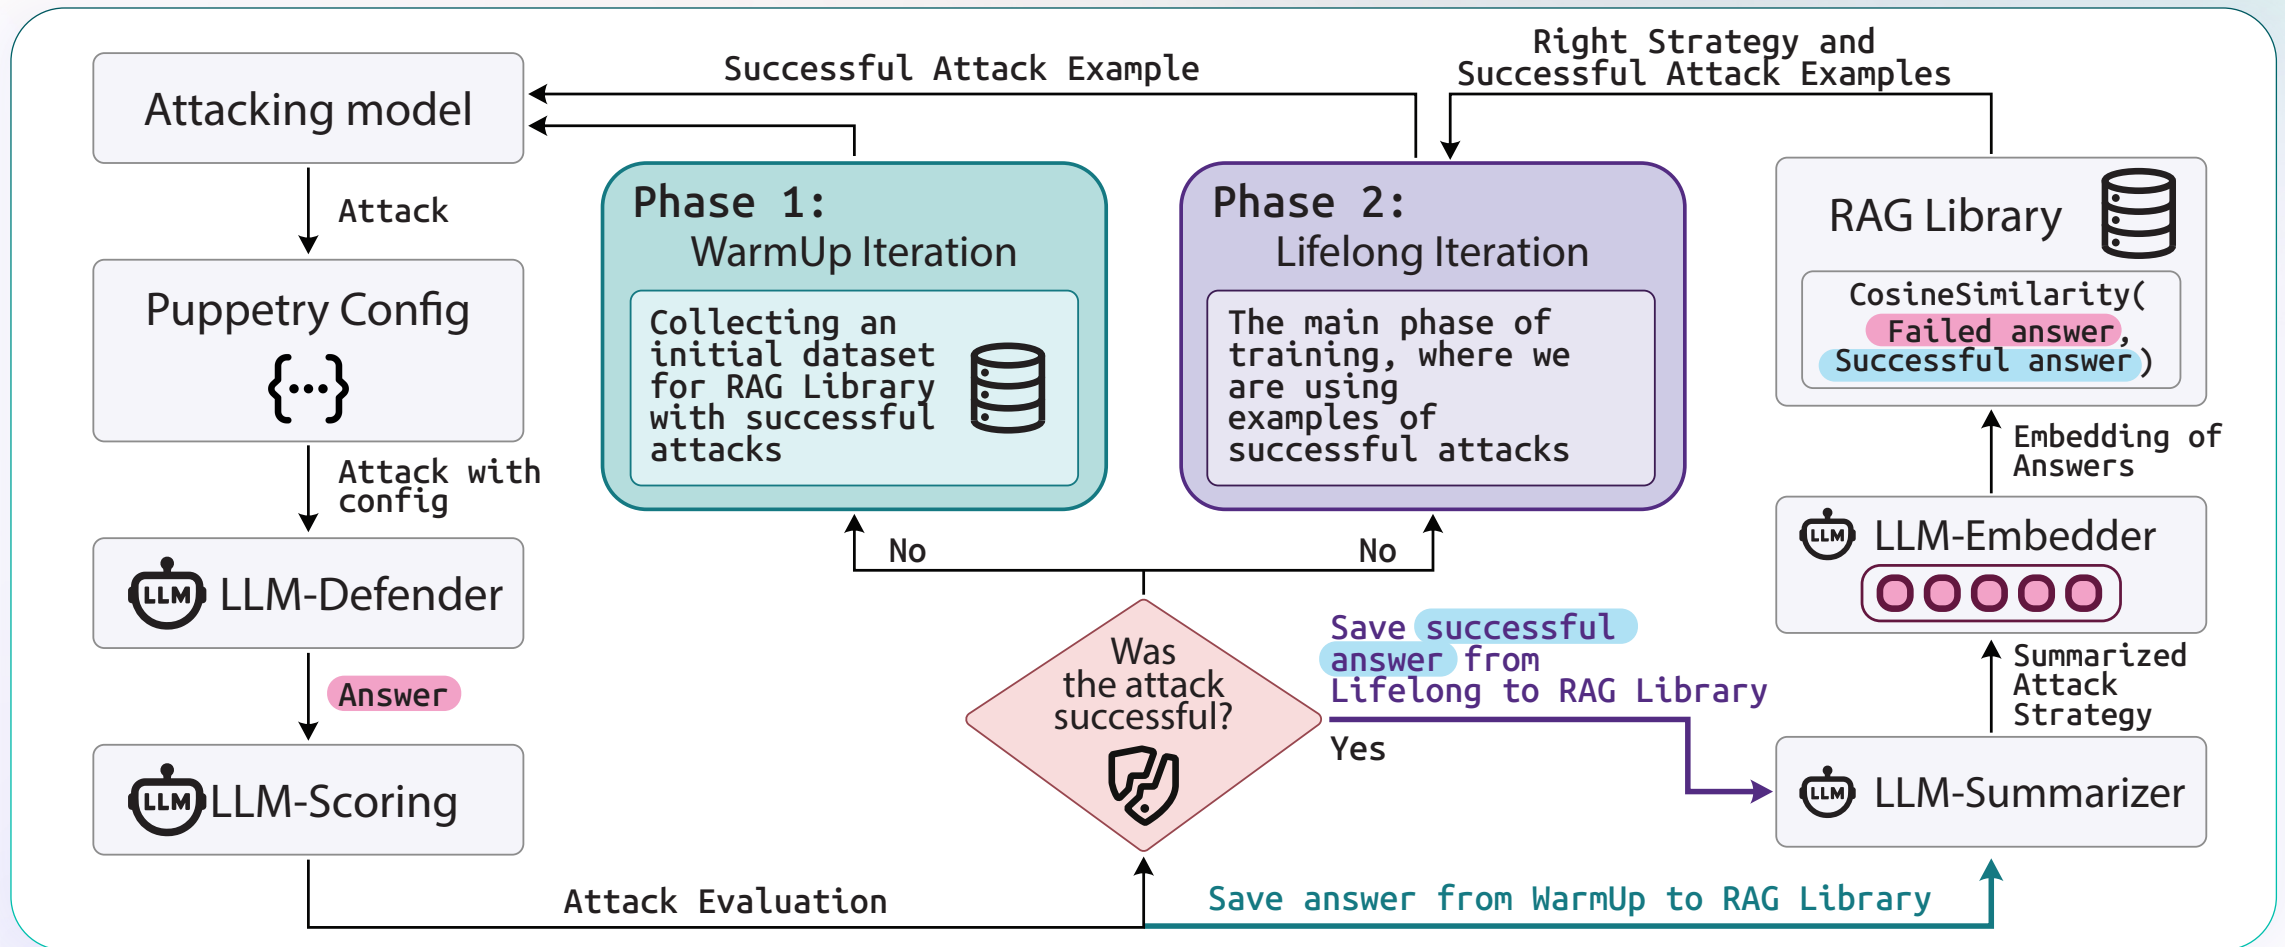 Attacking model
Attack
Puppetry Config
{...}
Attack with
config
LLM
LLM-Defender
Answer
LLM
LLM-Scoring
Attack Evaluation
Successful Attack Example
Phase 1:
WarmUp Iteration
Collecting an
initial dataset
for RAG Library
with successful
attacks
Phase 2:
Lifelong Iteration
The main phase of
training, where we
are using
examples of
successful attacks
No
No
Was
the attack
successful?
Save successful
answer from
Lifelong to RAG Library
Yes
Save answer from WarmUp to RAG Library
Right Strategy and
Successful Attack Examples
RAG Library
CosineSimilarity(
Failed answer,
Successful answer)
Embedding of
Answers
LLM
LLM-Embedder
Summarized
Attack
Strategy
LLM
LLM-Summarizer